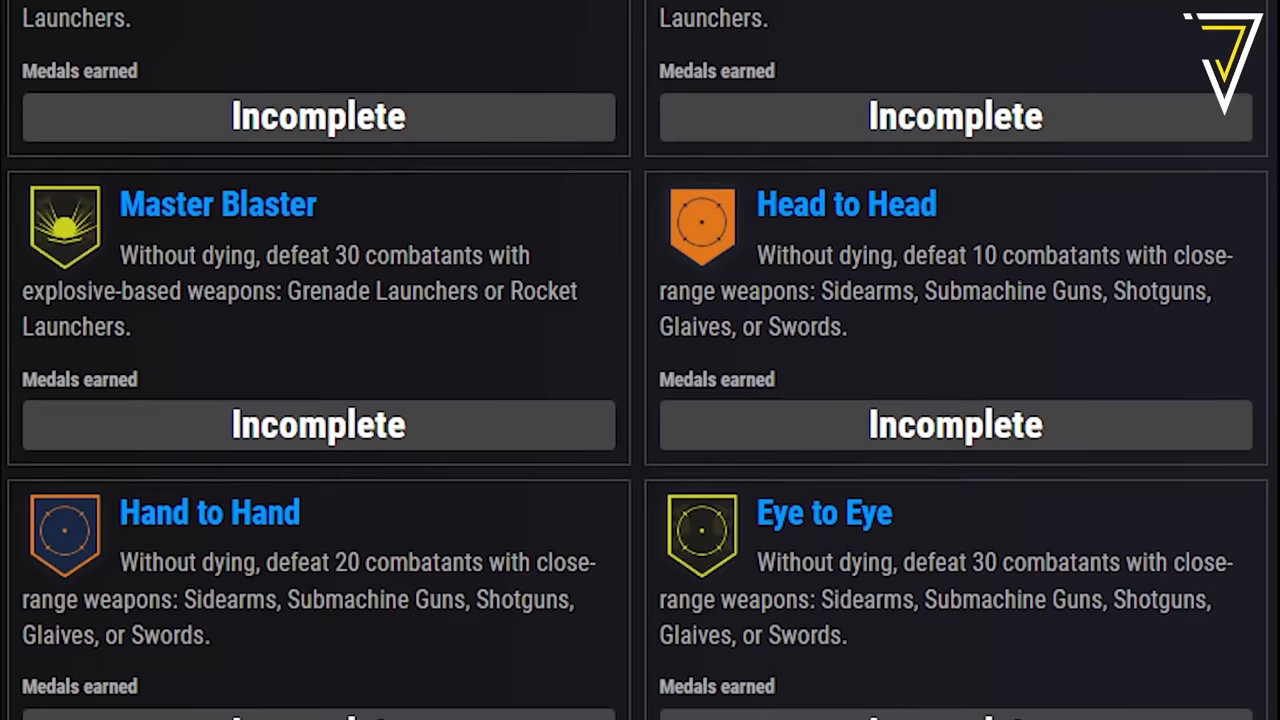 Launchers.
Medals earned
Incomplete
Launchers.
Medals earned
Incomplete
Master Blaster
Without dying, defeat 30 combatants with
explosive-based weapons: Grenade Launchers or Rocket
Launchers.
Medals earned
Incomplete
Head to Head
Without dying, defeat 10 combatants with close-
range weapons: Sidearms, Submachine Guns, Shotguns,
Glaives, or Swords.
Medals earned
Incomplete
Hand to Hand
Without dying, defeat 20 combatants with close-
range weapons: Sidearms, Submachine Guns, Shotguns,
Glaives, or Swords.
Medals earned
Eye to Eye
Without dying, defeat 30 combatants with close-
range weapons: Sidearms, Submachine Guns, Shotguns,
Glaives, or Swords.
Medals earned